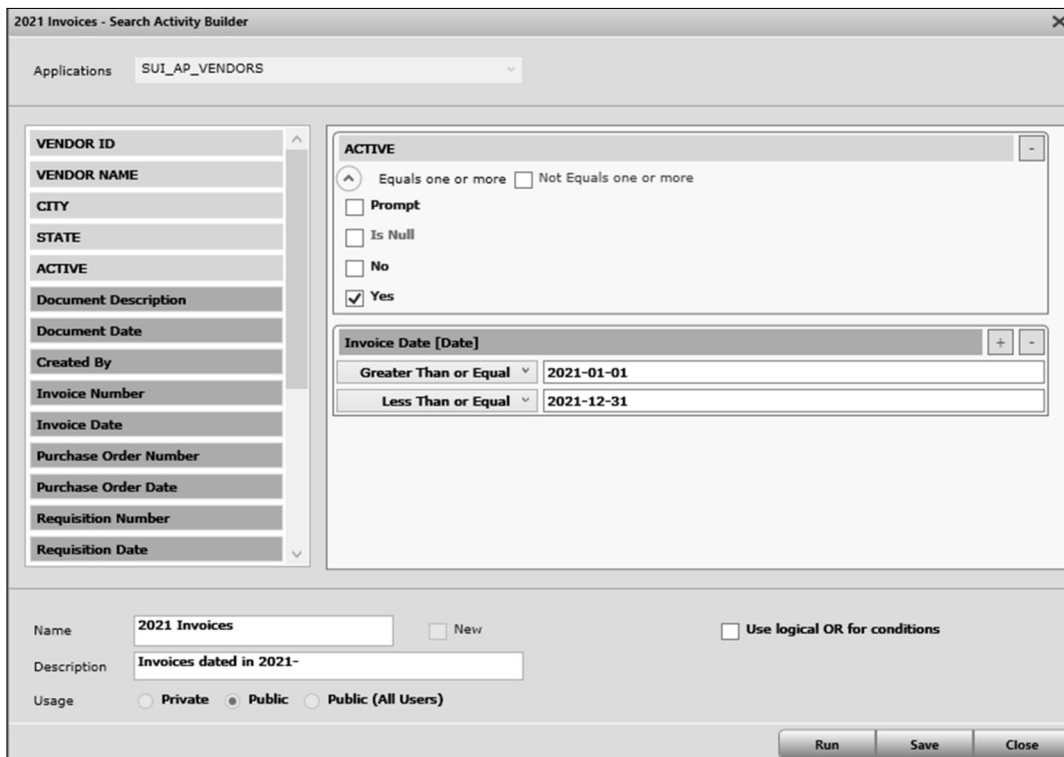 2021 Invoices - Search Activity Builder
Applications SUI_AP_VENDORS
VENDOR ID
VENDOR NAME
CITY
STATE
ACTIVE
Document Description
Document Date
Created By
Invoice Number
Invoice Date
Purchase Order Number
Purchase Order Date
Requisition Number
Requisition Date
ACTIVE -
Equals one or more Not Equals one or more
Prompt
Is Null
No
Yes
Invoice Date [Date] + -
Greater Than or Equal 2021-01-01
Less Than or Equal 2021-12-31
Name 2021 Invoices New Use logical OR for conditions
Description Invoices dated in 2021-
Usage Private Public Public (All Users)
Run Save Close